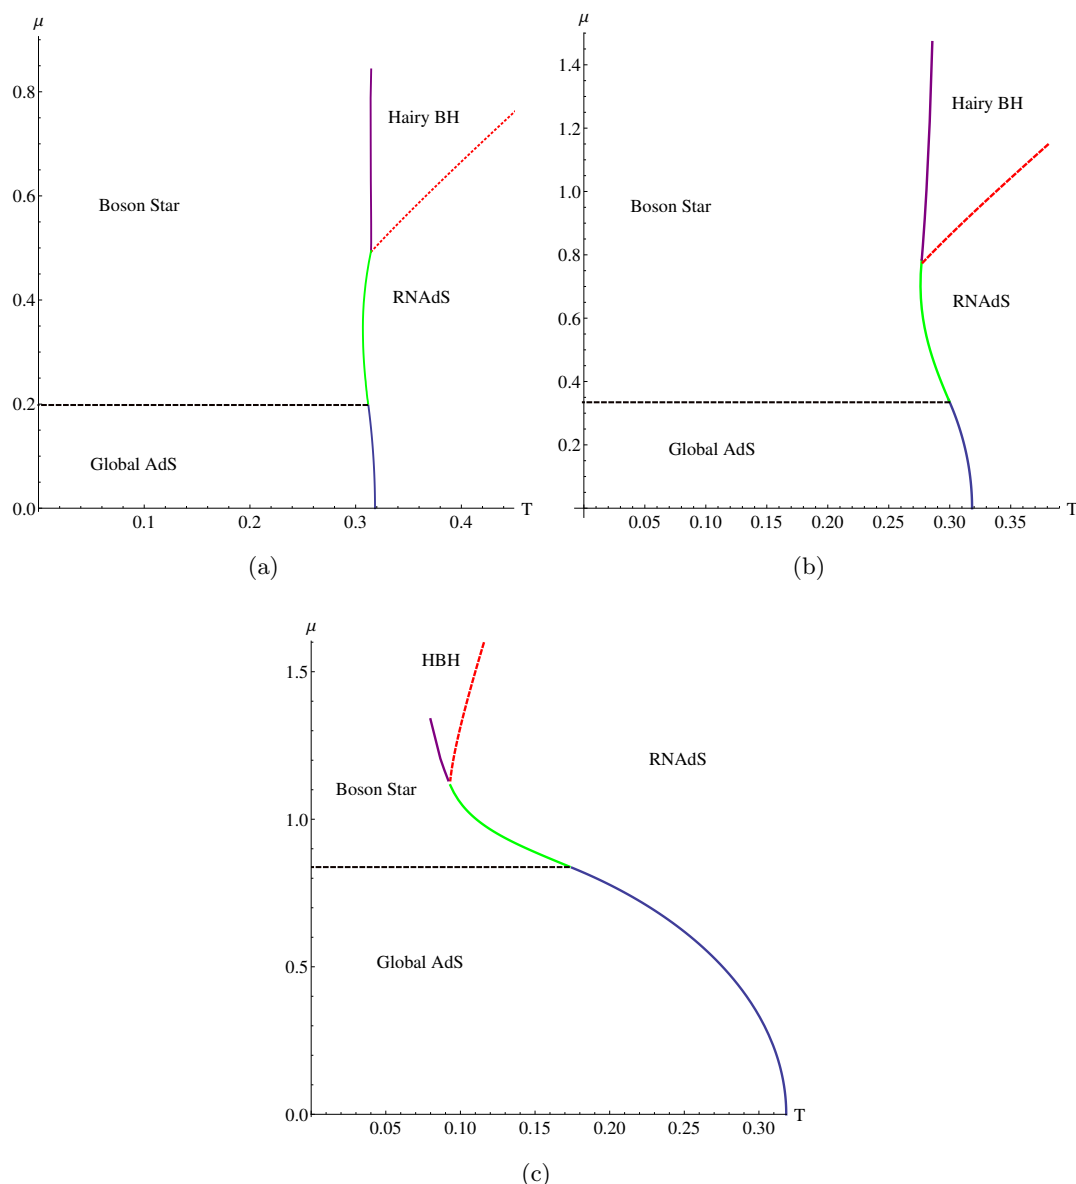 μ
0.8
Hairy BH
0.6
Boson Star
0.4
RNAdS
0.2
Global AdS
0.0
0.1
0.2
0.3
0.4
T
(a)
μ
1.4
Hairy BH
1.2
1.0
Boson Star
0.8
RNAdS
0.6
0.4
Global AdS
0.2
0.05
0.10
0.15
0.20
0.25
0.30
0.35
T
(b)
μ
HBH
1.5
RNAdS
Boson Star
1.0
Global AdS
0.5
0.0
0.05
0.10
0.15
0.20
0.25
0.30
T
(c)